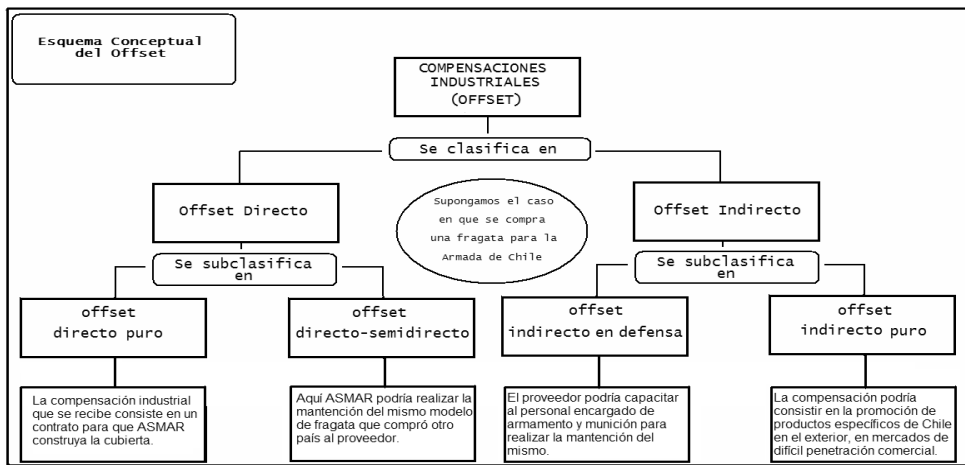 Esquema Conceptual
del Offset
COMPENSACIONES
INDUSTRIALES
(OFFSET)
Se clasifica en
Offset Directo
Supongamos el caso
en que se compra
una fragata para la
Armada de Chile
Offset Indirecto
Se subclasifica
en
Se subclasifica
en
offset
directo puro
offset
directo-semidirecto
offset
indirecto en defensa
offset
indirecto puro
La compensación industrial
que se recibe consiste en un
contrato para que ASMAR
construya la cubierta.
Aquí ASMAR podría realizar la
mantención del mismo modelo
de fragata que compró otro
país al proveedor.
El proveedor podría capacitar
al personal encargado de
armamento y munición para
realizar la mantención del
mismo.
La compensación podría
consistir en la promoción de
productos específicos de Chile
en el exterior, en mercados de
difícil penetración comercial.